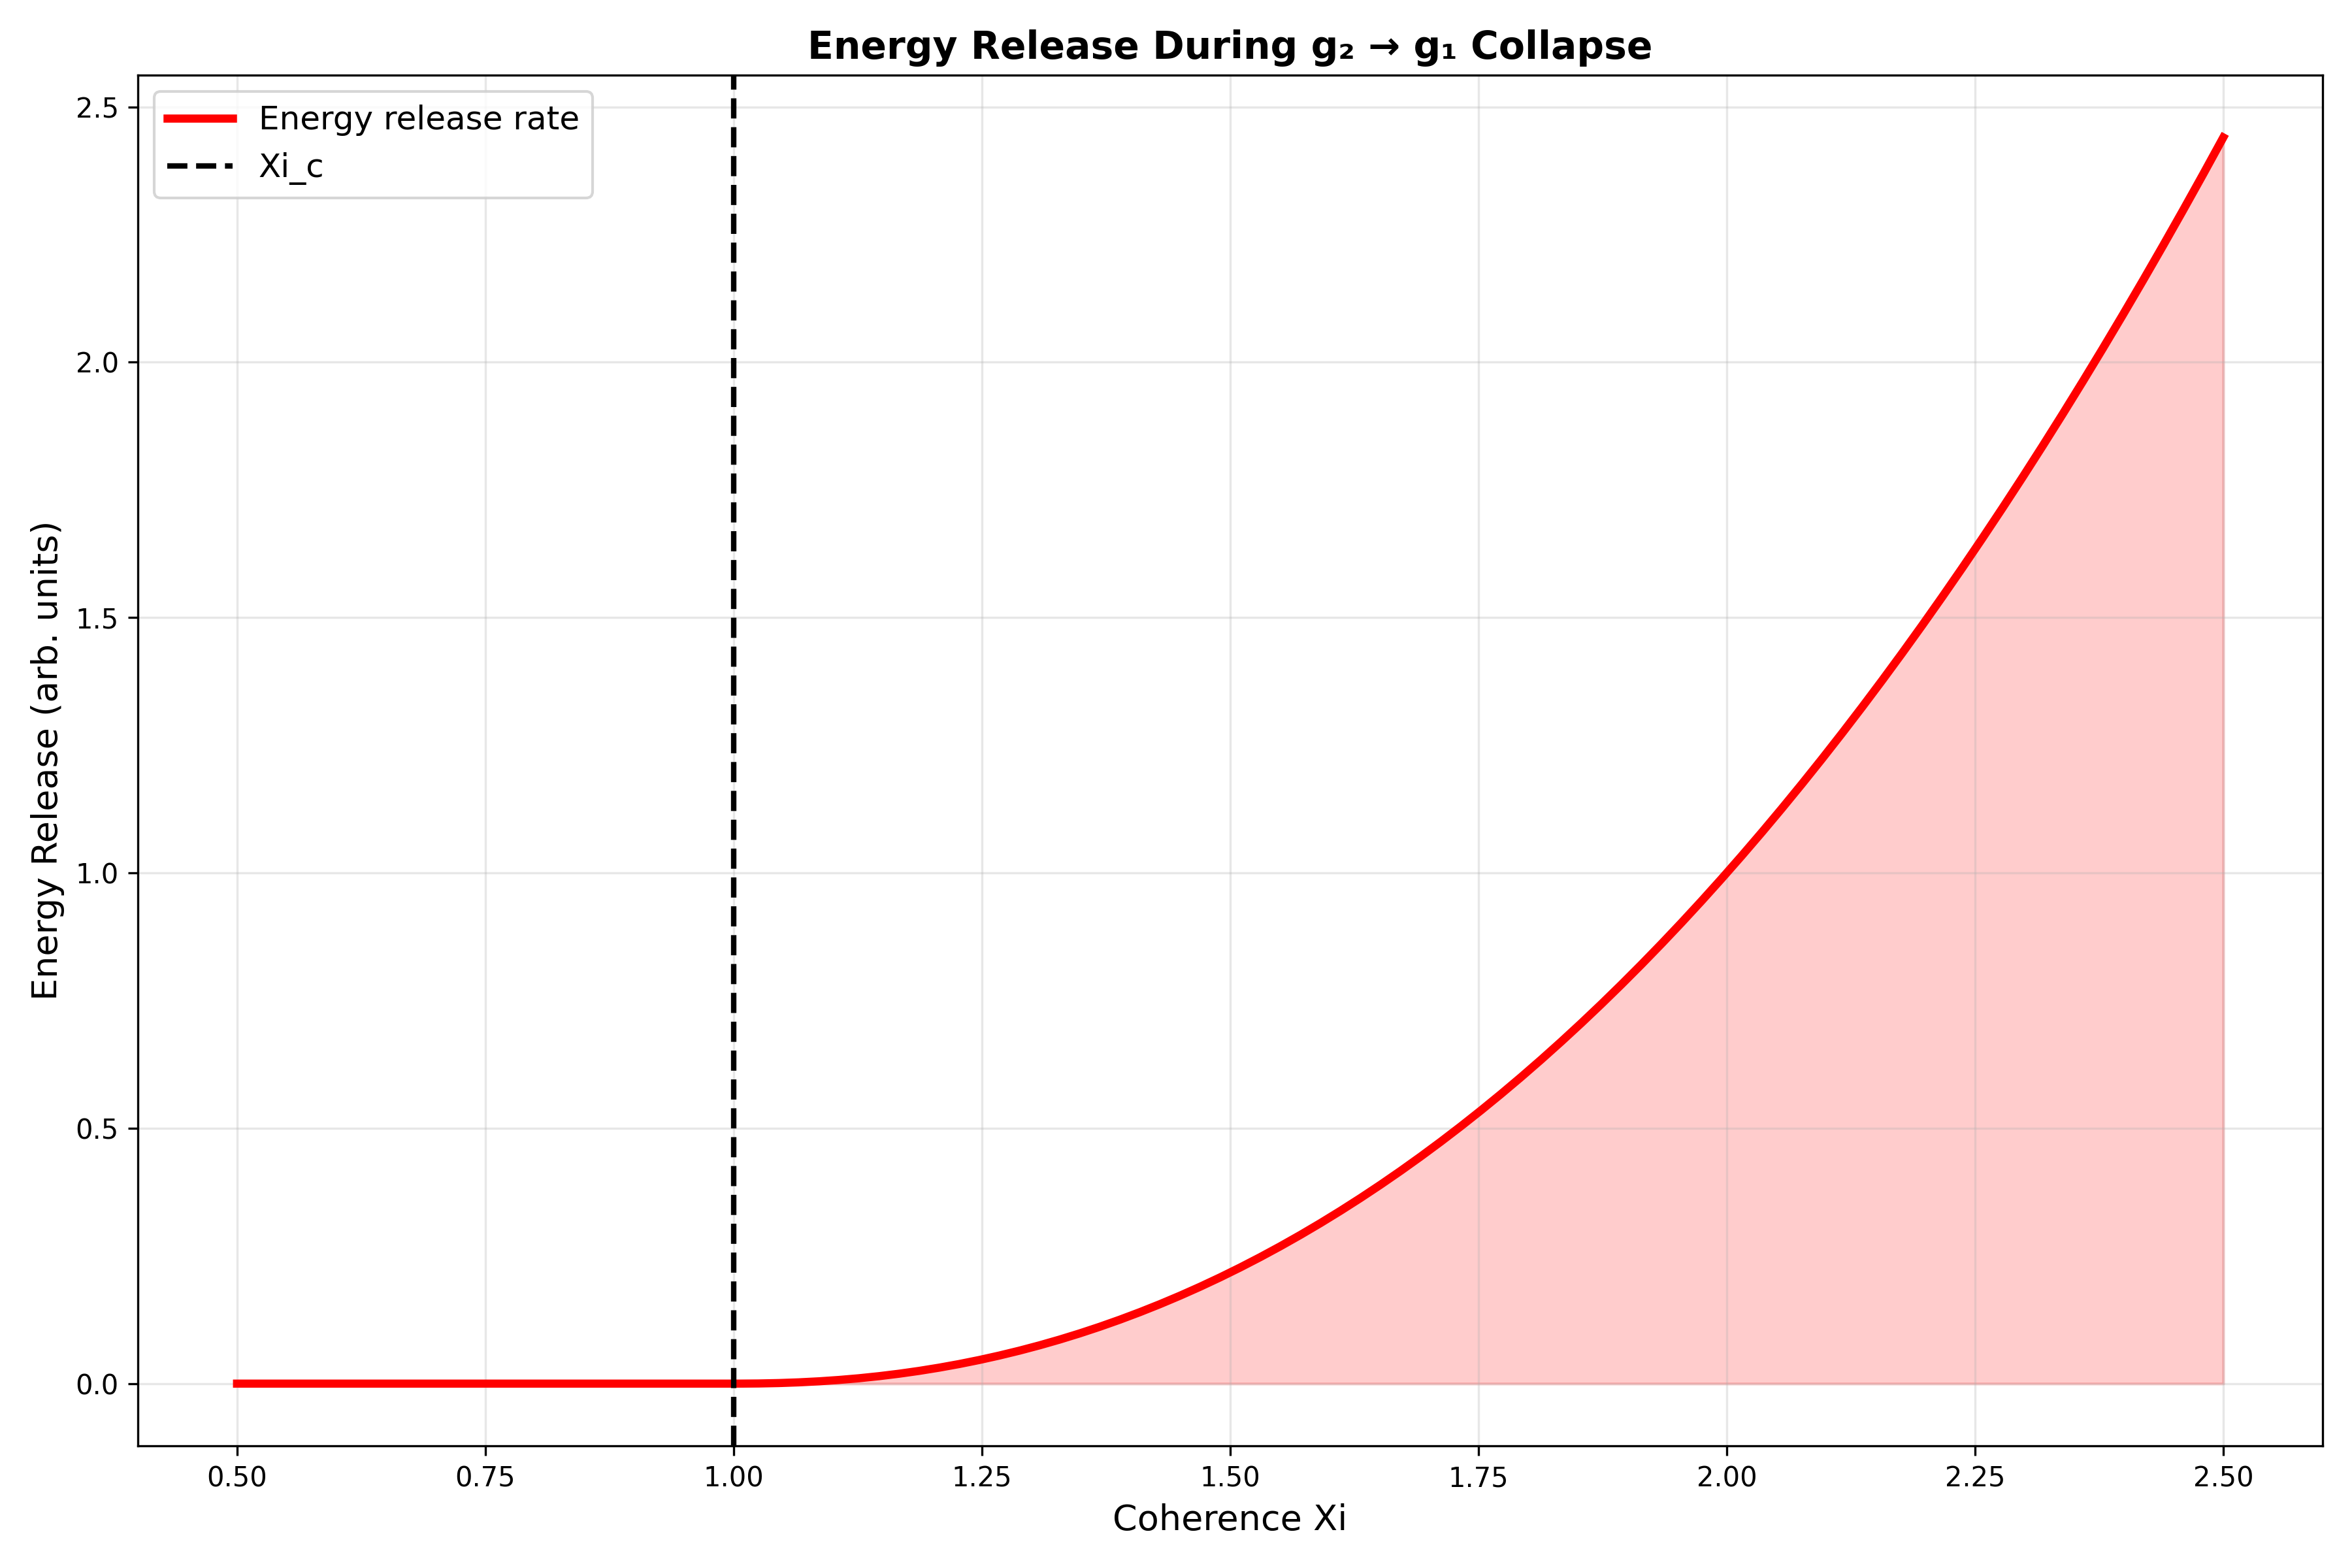 Energy Release During g₂ → g₁ Collapse
Energy release rate
Xi_c
Energy Release (arb. units)
2.5
2.0
1.5
1.0
0.5
0.0
0.50 0.75 1.00 1.25 1.50 1.75 2.00 2.25 2.50
Coherence Xi